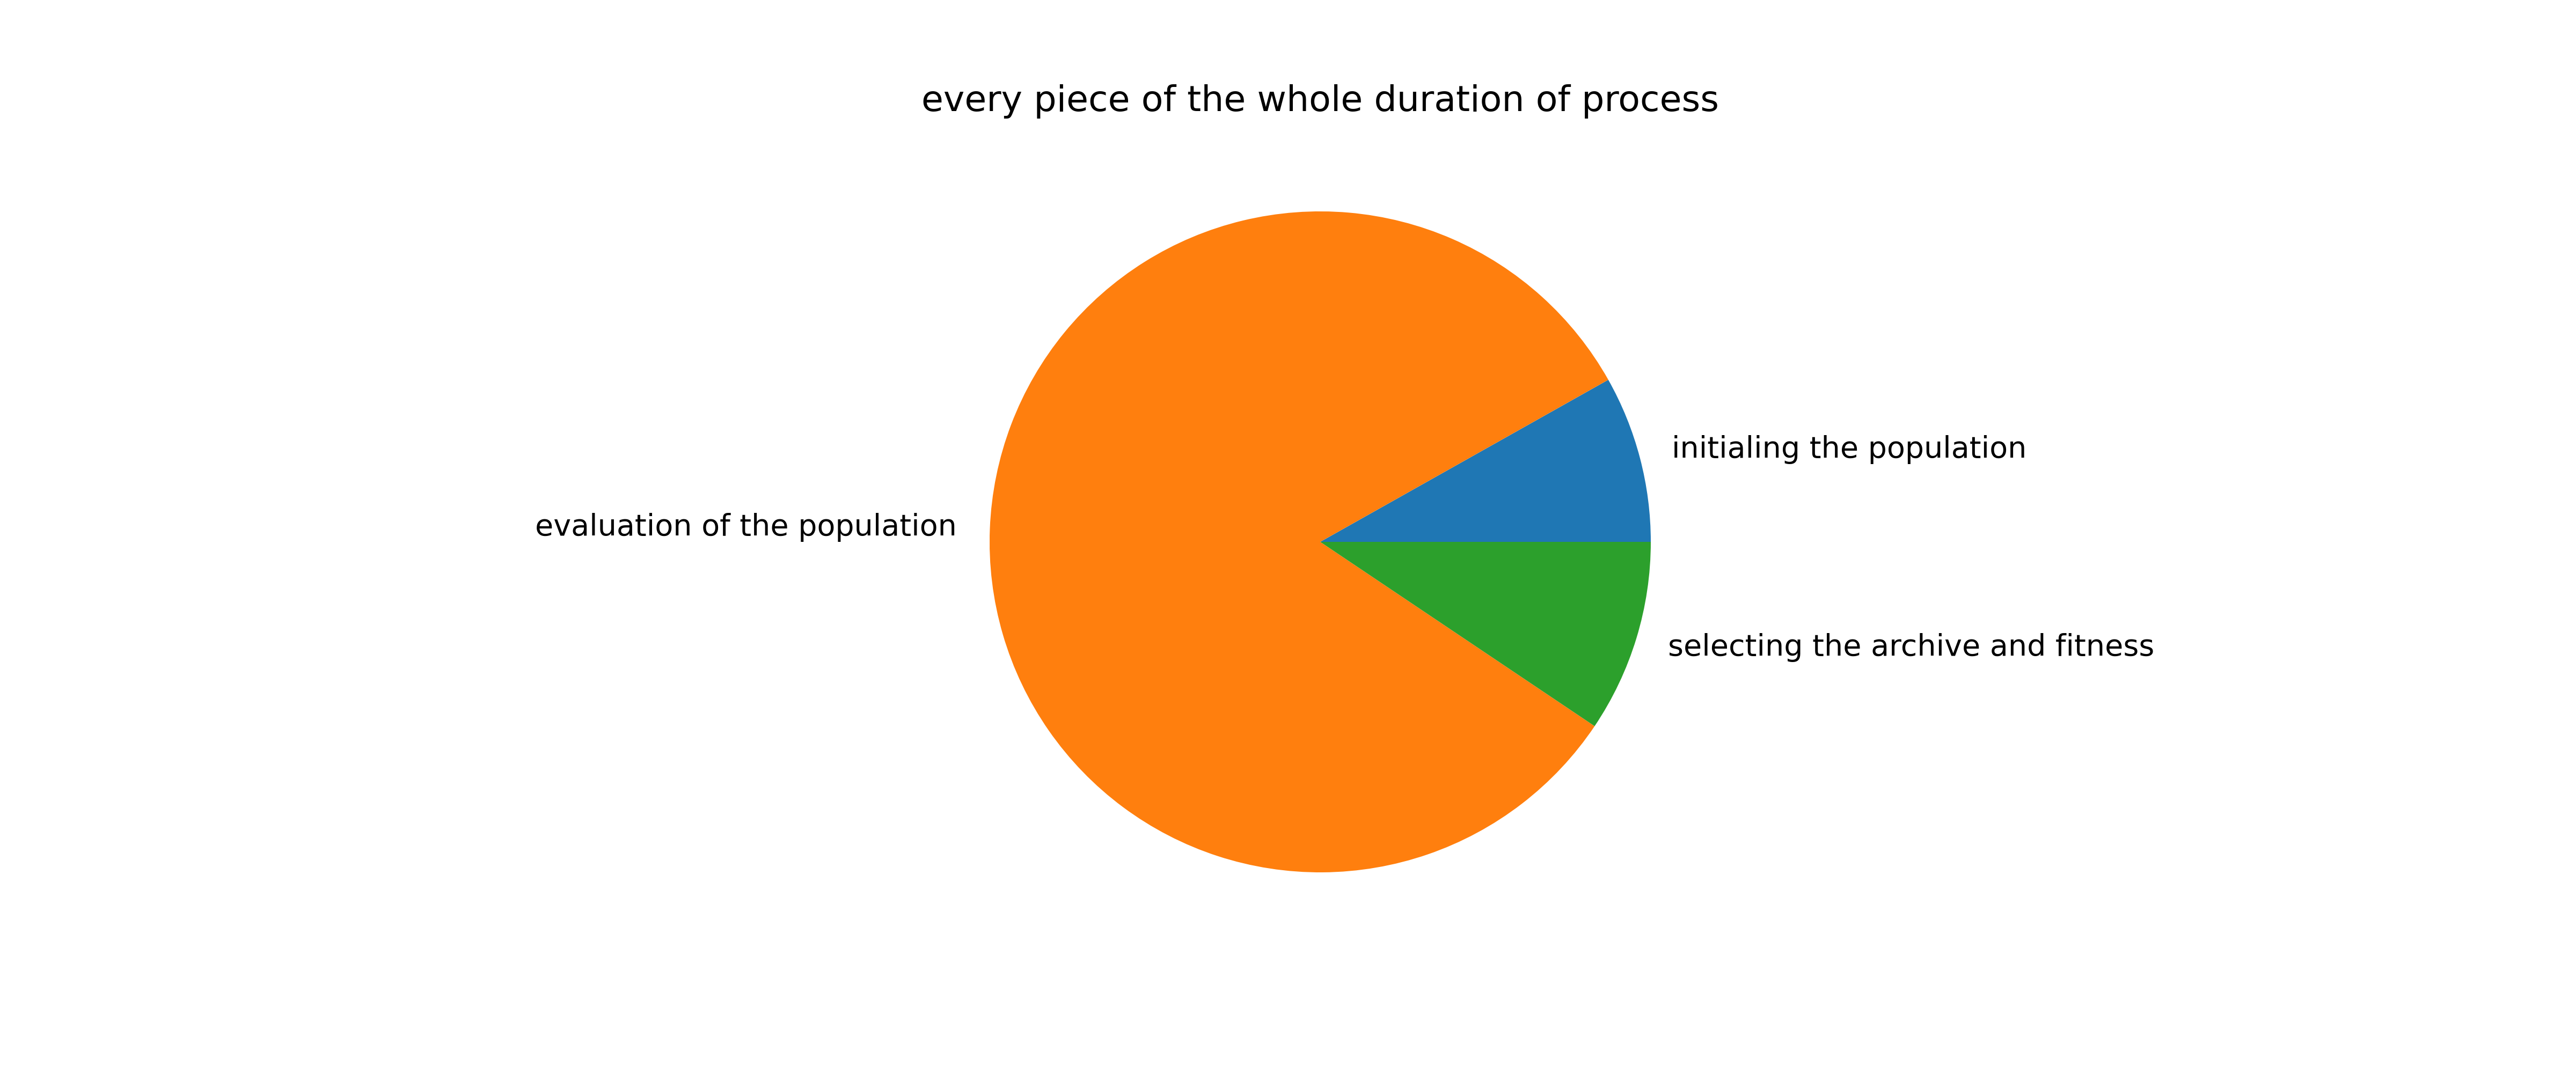 every piece of the whole duration of process
initialing the population
evaluation of the population
selecting the archive and fitness